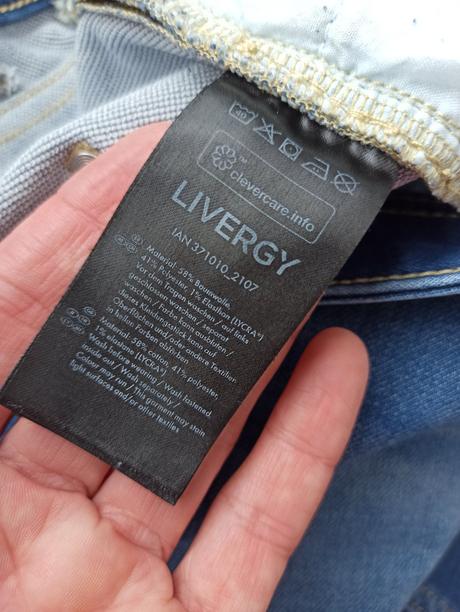 40
clevercare.info
LIVERGY
IAN 371010_2107
Material: 58% Baumwolle,
41% Polyester, 1% Elasthan (LYCRA®)
Vor dem Tragen waschen / auf links
geschlossen waschen / separat
waschen / Farbe kann ausbluten /
dieses Kleidungsstück kann auf
Oberflächen und/oder andere Textilien
in hellen Farben abfärben.
Material: 58% cotton, 41% polyester,
1% elastane (LYCRA®)
Wash before wearing / Wash fastened
inside out / Wash separately /
Colour may run / This garment may stain
light surfaces and/or other textiles.